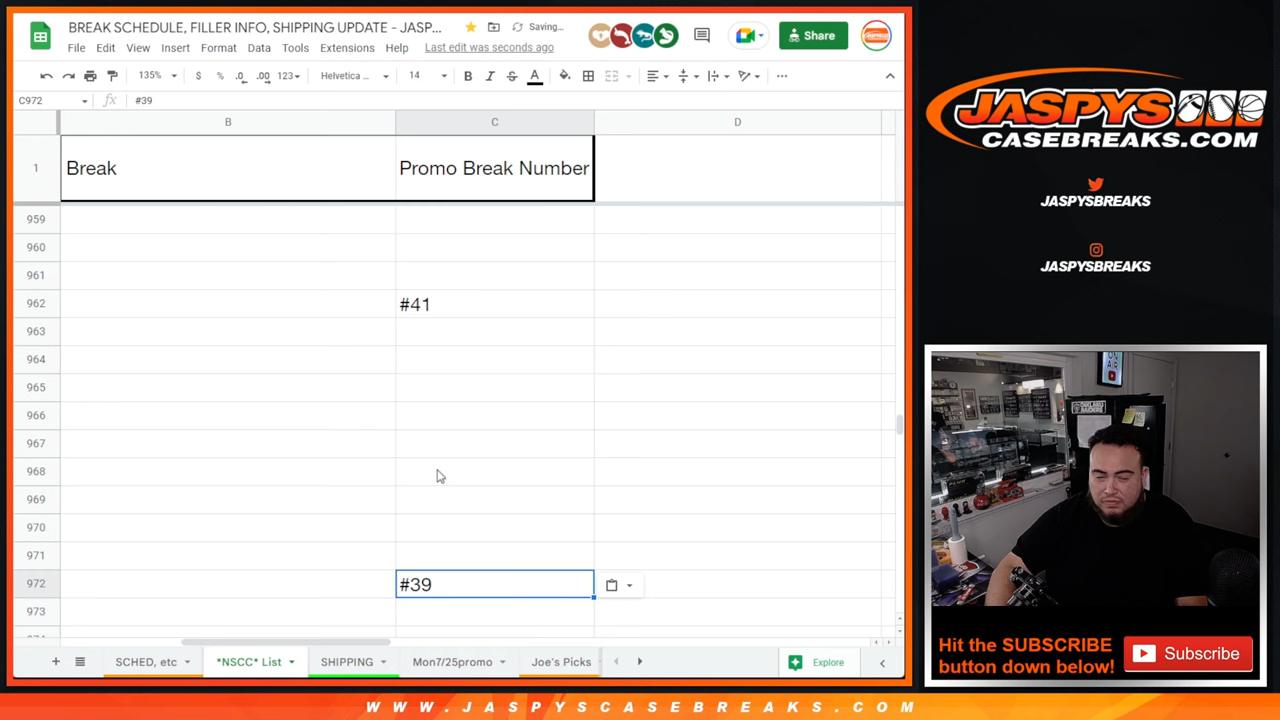 BREAK SCHEDULE, FILLER INFO, SHIPPING UPDATE - JASP
Saving...
Share
File Edit View Insert Format Data Tools Extensions Help Last edit was seconds ago
135% $ % .0 .00 123 Helvetica ... 14 B I S A
C972 fx #39
B C D
1 Break Promo Break Number
959
960
961
962 #41
963
964
965
966
967
968
969
970
971
972 #39
973
SCHED, etc *NSCC* List SHIPPING Mon7/25promo Joe's Picks Explore
JASPYS
CASEBREAKS.COM
JASPYSBREAKS
JASPYSBREAKS
Hit the SUBSCRIBE
button down below!
Subscribe
WWW.JASPYSCASEBREAKS.COM